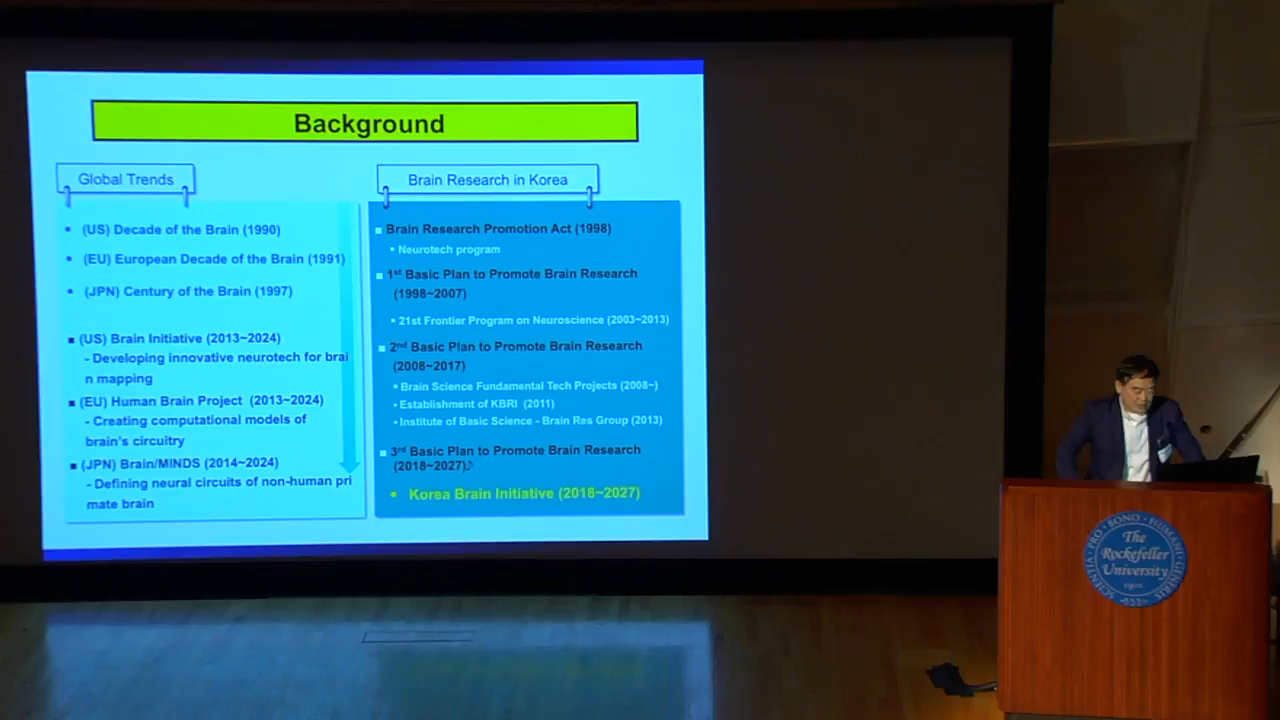 Background
Global Trends
• (US) Decade of the Brain (1990)
• (EU) European Decade of the Brain (1991)
• (JPN) Century of the Brain (1997)
▪ (US) Brain Initiative (2013~2024)
- Developing innovative neurotech for brai
n mapping
▪ (EU) Human Brain Project (2013~2024)
- Creating computational models of
brain's circuitry
▪ (JPN) Brain/MINDS (2014~2024)
- Defining neural circuits of non-human pri
mate brain
Brain Research in Korea
▪ Brain Research Promotion Act (1998)
• Neurotech program
▪ 1st Basic Plan to Promote Brain Research
(1998~2007)
• 21st Frontier Program on Neuroscience (2003~2013)
▪ 2nd Basic Plan to Promote Brain Research
(2008~2017)
• Brain Science Fundamental Tech Projects (2008~)
• Establishment of KBRI (2011)
• Institute of Basic Science - Brain Res Group (2013)
▪ 3rd Basic Plan to Promote Brain Research
(2018~2027)♪
• Korea Brain Initiative (2018~2027)
SCIENTIA PRO BONO HUMANI GENERIS
The
Rockefeller
University